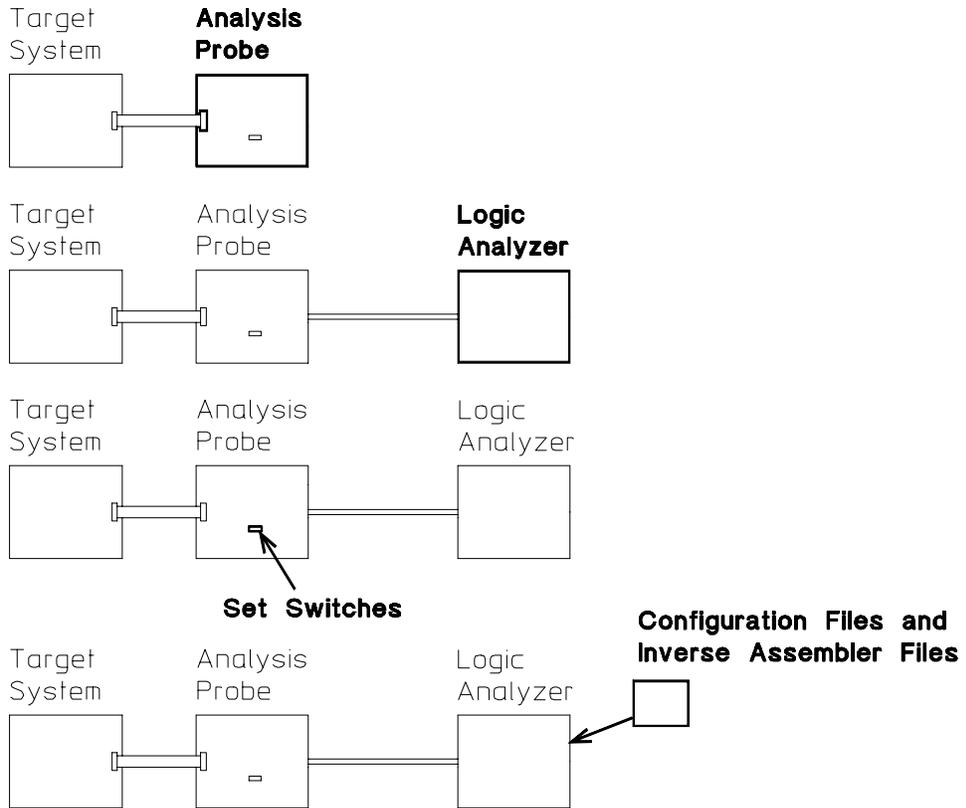 Target
System
Analysis
Probe
Target
System
Analysis
Probe
Logic
Analyzer
Target
System
Analysis
Probe
Logic
Analyzer
Set Switches
Configuration Files and
Inverse Assembler Files
Target
System
Analysis
Probe
Logic
Analyzer